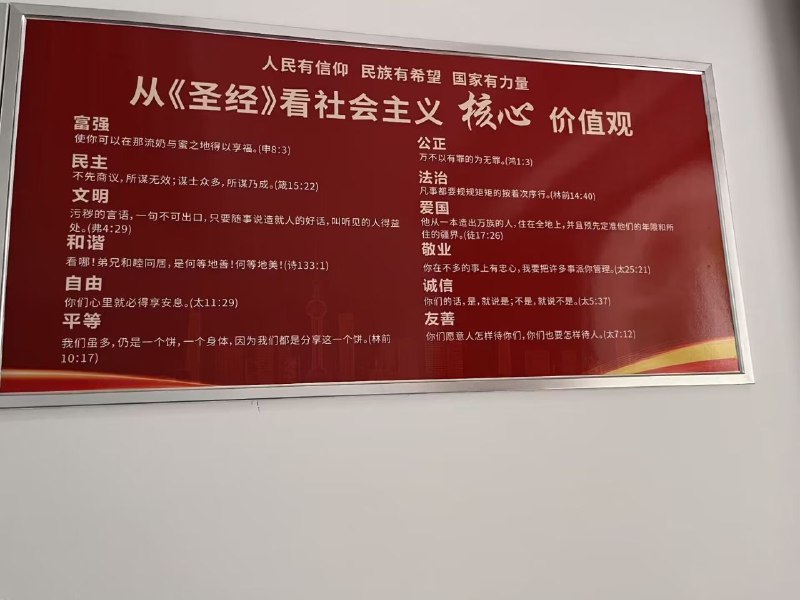 人民有信仰 民族有希望 国家有力量
从《圣经》看社会主义 核心 价值观
富强
使你可以在那流奶与蜜之地得以享福。(申8:3)
民主
不先商议，所谋无效；谋士众多，所谋乃成。(箴15:22)
文明
污秽的言语，一句不可出口，只要随事说造就人的好话，叫听见的人得益
处。(弗4:29)
和谐
看哪！弟兄和睦同居，是何等地善！何等地美！(诗133:1)
自由
你们心里就必得享安息。(太11:29)
平等
我们虽多，仍是一个饼，一个身体，因为我们都是分享这一个饼。(林前
10:17)
公正
万不以有罪的为无罪。(鸿1:3)
法治
凡事都要规规矩矩的按着次序行。(林前14:40)
爱国
他从一本造出万族的人，住在全地上，并且预先定准他们的年限和所
住的疆界。(徒17:26)
敬业
你在不多的事上有忠心，我要把许多事派你管理。(太25:21)
诚信
你们的话，是，就说是；不是，就说不是。(太5:37)
友善
你们愿意人怎样待你们，你们也要怎样待人。(太7:12)